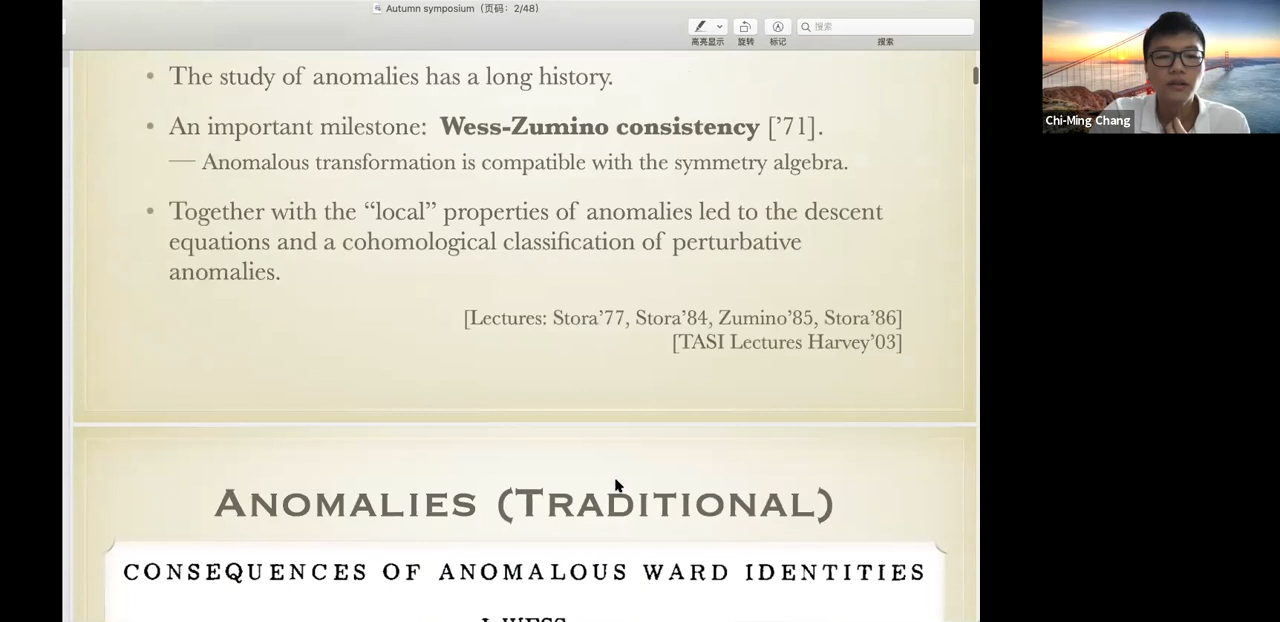 Autumn symposium（页码：2/48）
搜索
高亮显示 旋转 标记 搜索
• The study of anomalies has a long history.
• An important milestone: Wess-Zumino consistency ['71].
— Anomalous transformation is compatible with the symmetry algebra.
• Together with the “local” properties of anomalies led to the descent
equations and a cohomological classification of perturbative
anomalies.
[Lectures: Stora’77, Stora’84, Zumino’85, Stora’86]
[TASI Lectures Harvey’03]
Anomalies (Traditional)
CONSEQUENCES OF ANOMALOUS WARD IDENTITIES
J. WESS
Chi-Ming Chang